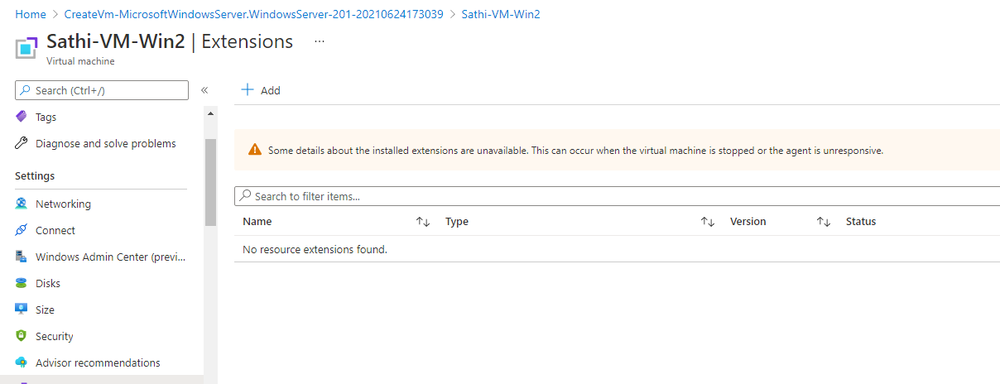 Home > CreateVm-MicrosoftWindowsServer.WindowsServer-201-20210624173039 > Sathi-VM-Win2
Sathi-VM-Win2 | Extensions ...
Virtual machine
Search (Ctrl+/) «
+ Add
Tags
Diagnose and solve problems
Some details about the installed extensions are unavailable. This can occur when the virtual machine is stopped or the agent is unresponsive.
Settings
Search to filter items...
Networking
Name ↑↓ Type ↑↓ Version ↑↓ Status
Connect
No resource extensions found.
Windows Admin Center (previ...
Disks
Size
Security
Advisor recommendations